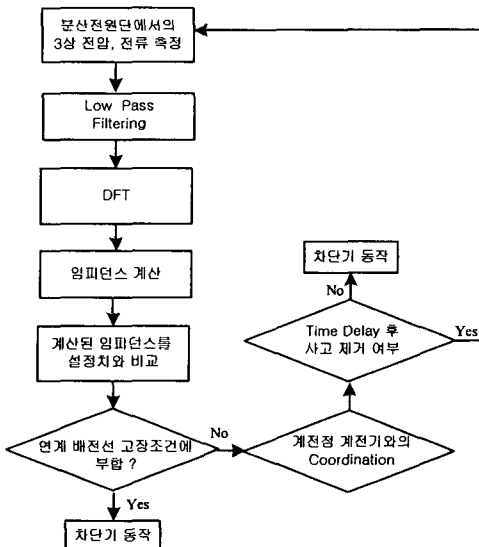 분산전원단에서의
3상 전압, 전류 측정
Low Pass
Filtering
DFT
임피던스 계산
계산된 임피던스를
설정치와 비교
연계 배전선 고장조건에
부합 ?
No
Yes
차단기 동작
계전정 계전기와의
Coordination
Time Delay 후
사고 제거 여부
No
Yes
차단기 동작